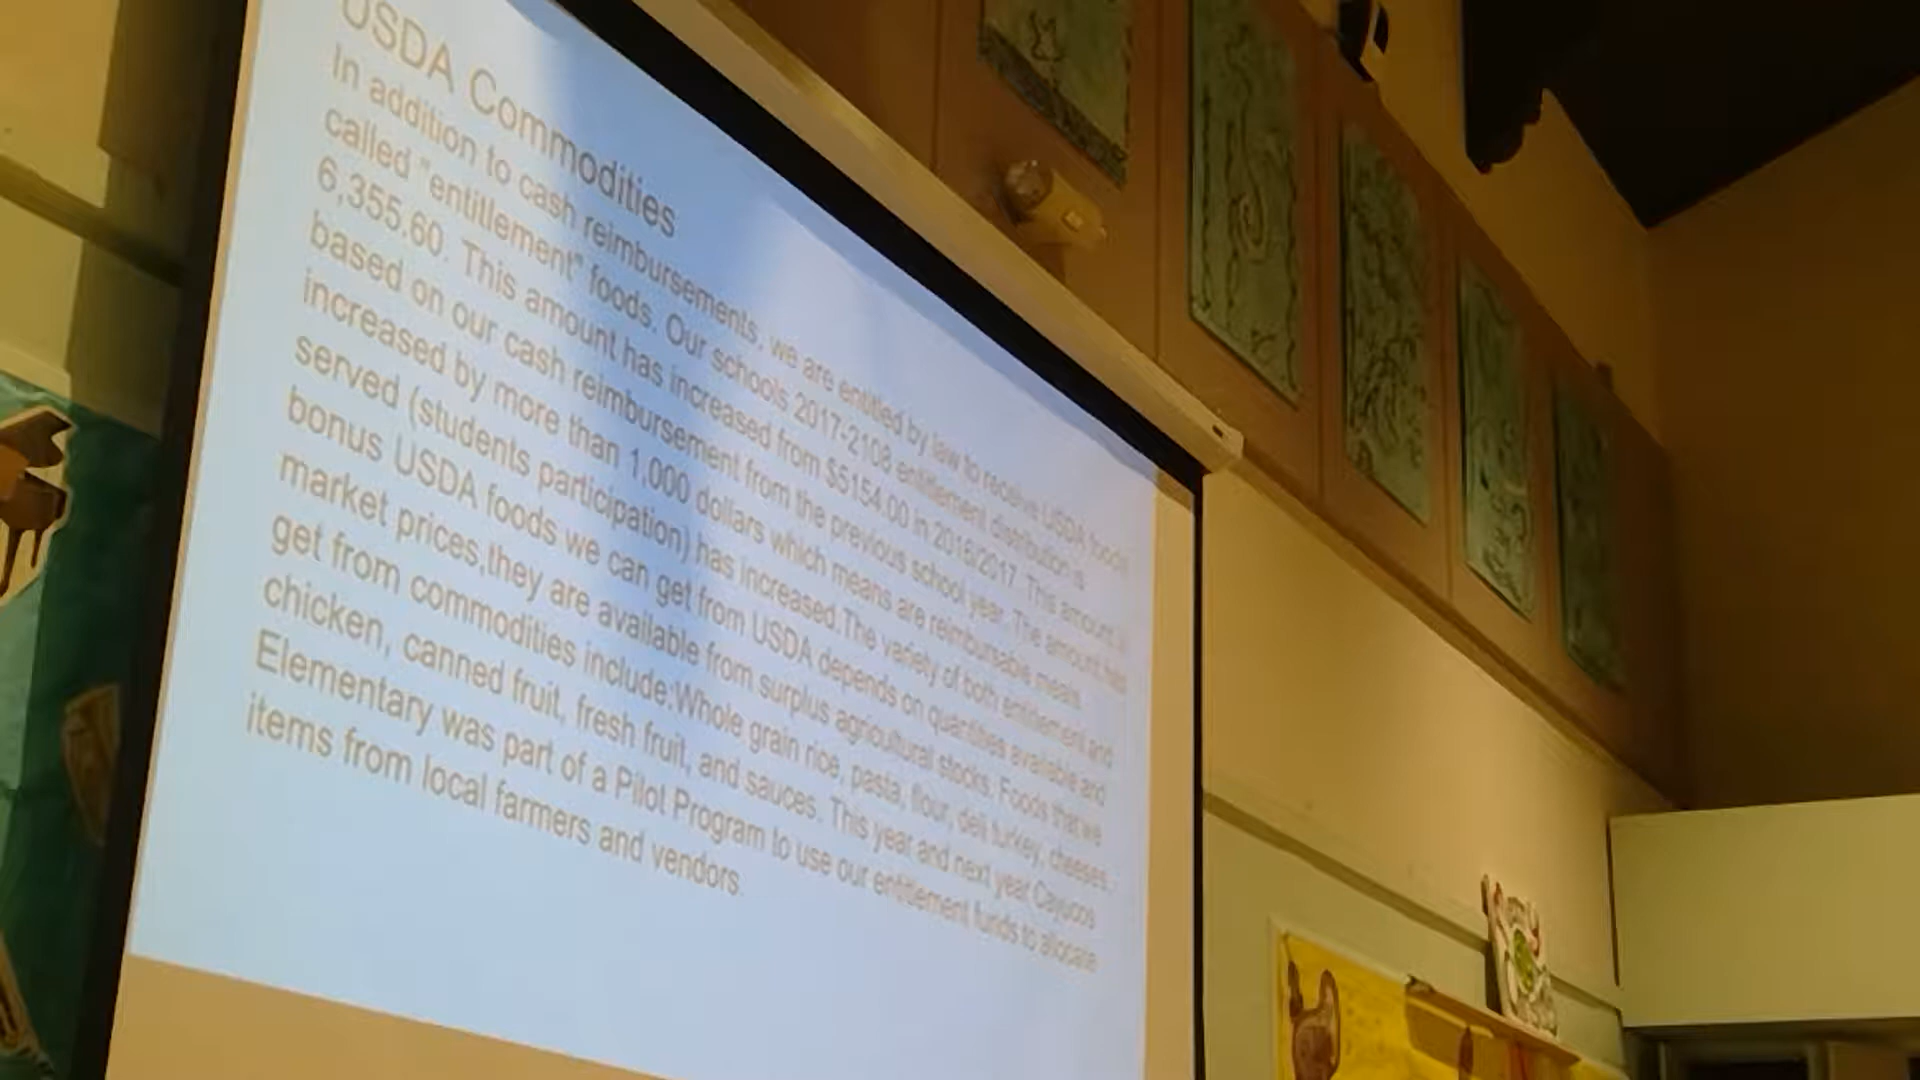 USDA Commodities
In addition to cash reimbursements, we are entitled by law to receive USDA foods
called "entitlement" foods. Our schools 2017-2108 entitlement distribution is
6,355.60. This amount has increased from $5154.00 in 2016/2017. This amount is
based on our cash reimbursement from the previous school year. The amount has
increased by more than 1,000 dollars which means are reimbursable meals
served (students participation) has increased.The variety of both entitlement and
bonus USDA foods we can get from USDA depends on quantities available and
market prices,they are available from surplus agricultural stocks. Foods that we
get from commodities include:Whole grain rice, pasta, flour, deli turkey, cheeses,
chicken, canned fruit, fresh fruit, and sauces. This year and next year Cayucos
Elementary was part of a Pilot Program to use our entitlement funds to allocate
items from local farmers and vendors.